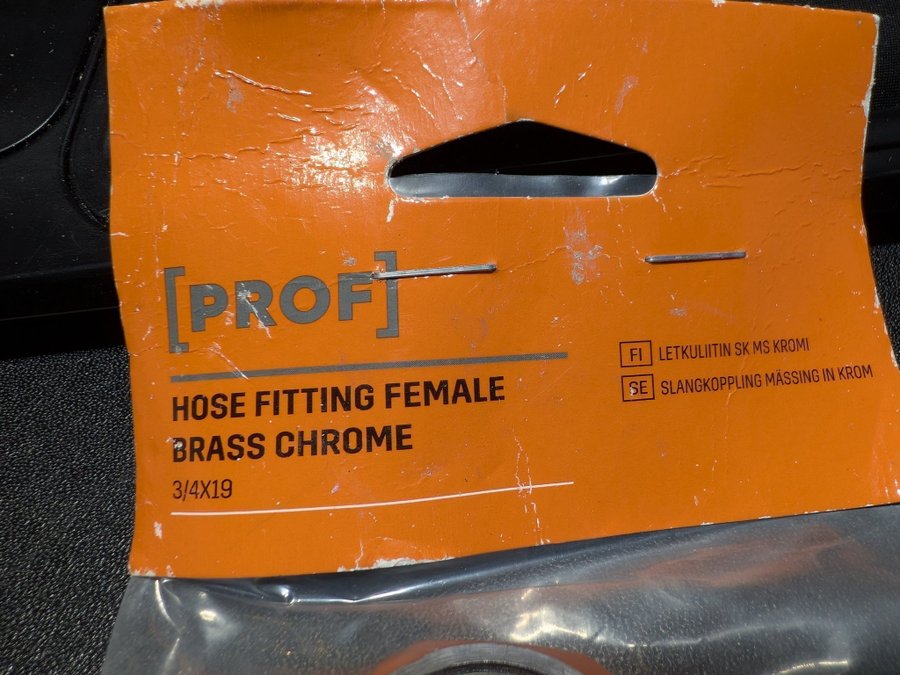 [PROF]
HOSE FITTING FEMALE
BRASS CHROME
3/4X19
FI LETKULIITIN SK MS KROMI
SE SLANGKOPPLING MÄSSING IN KROM